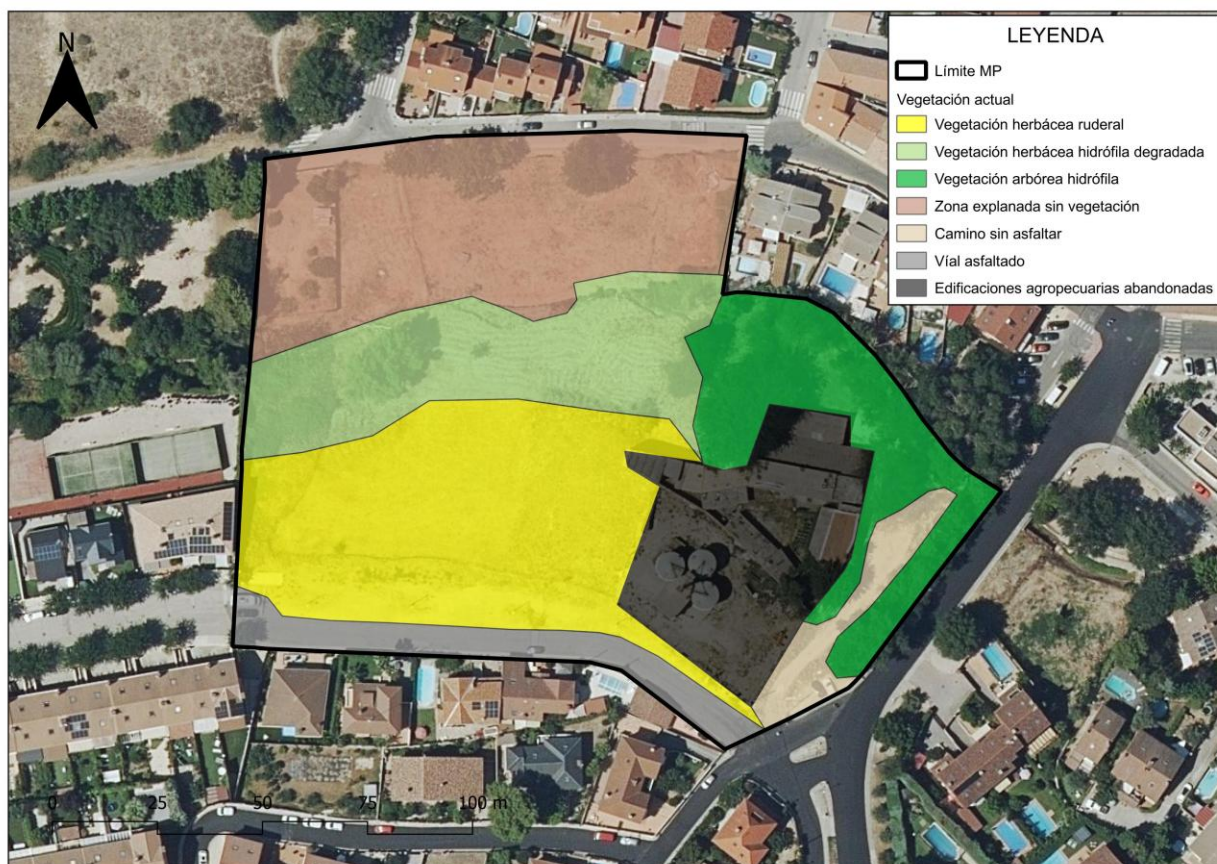 N
LEYENDA
Límite MP
Vegetación actual
Vegetación herbácea ruderal
Vegetación herbácea hidrófila degradada
Vegetación arbórea hidrófila
Zona explanada sin vegetación
Camino sin asfaltar
Víal asfaltado
Edificaciones agropecuarias abandonadas
0 25 50 75 100 m